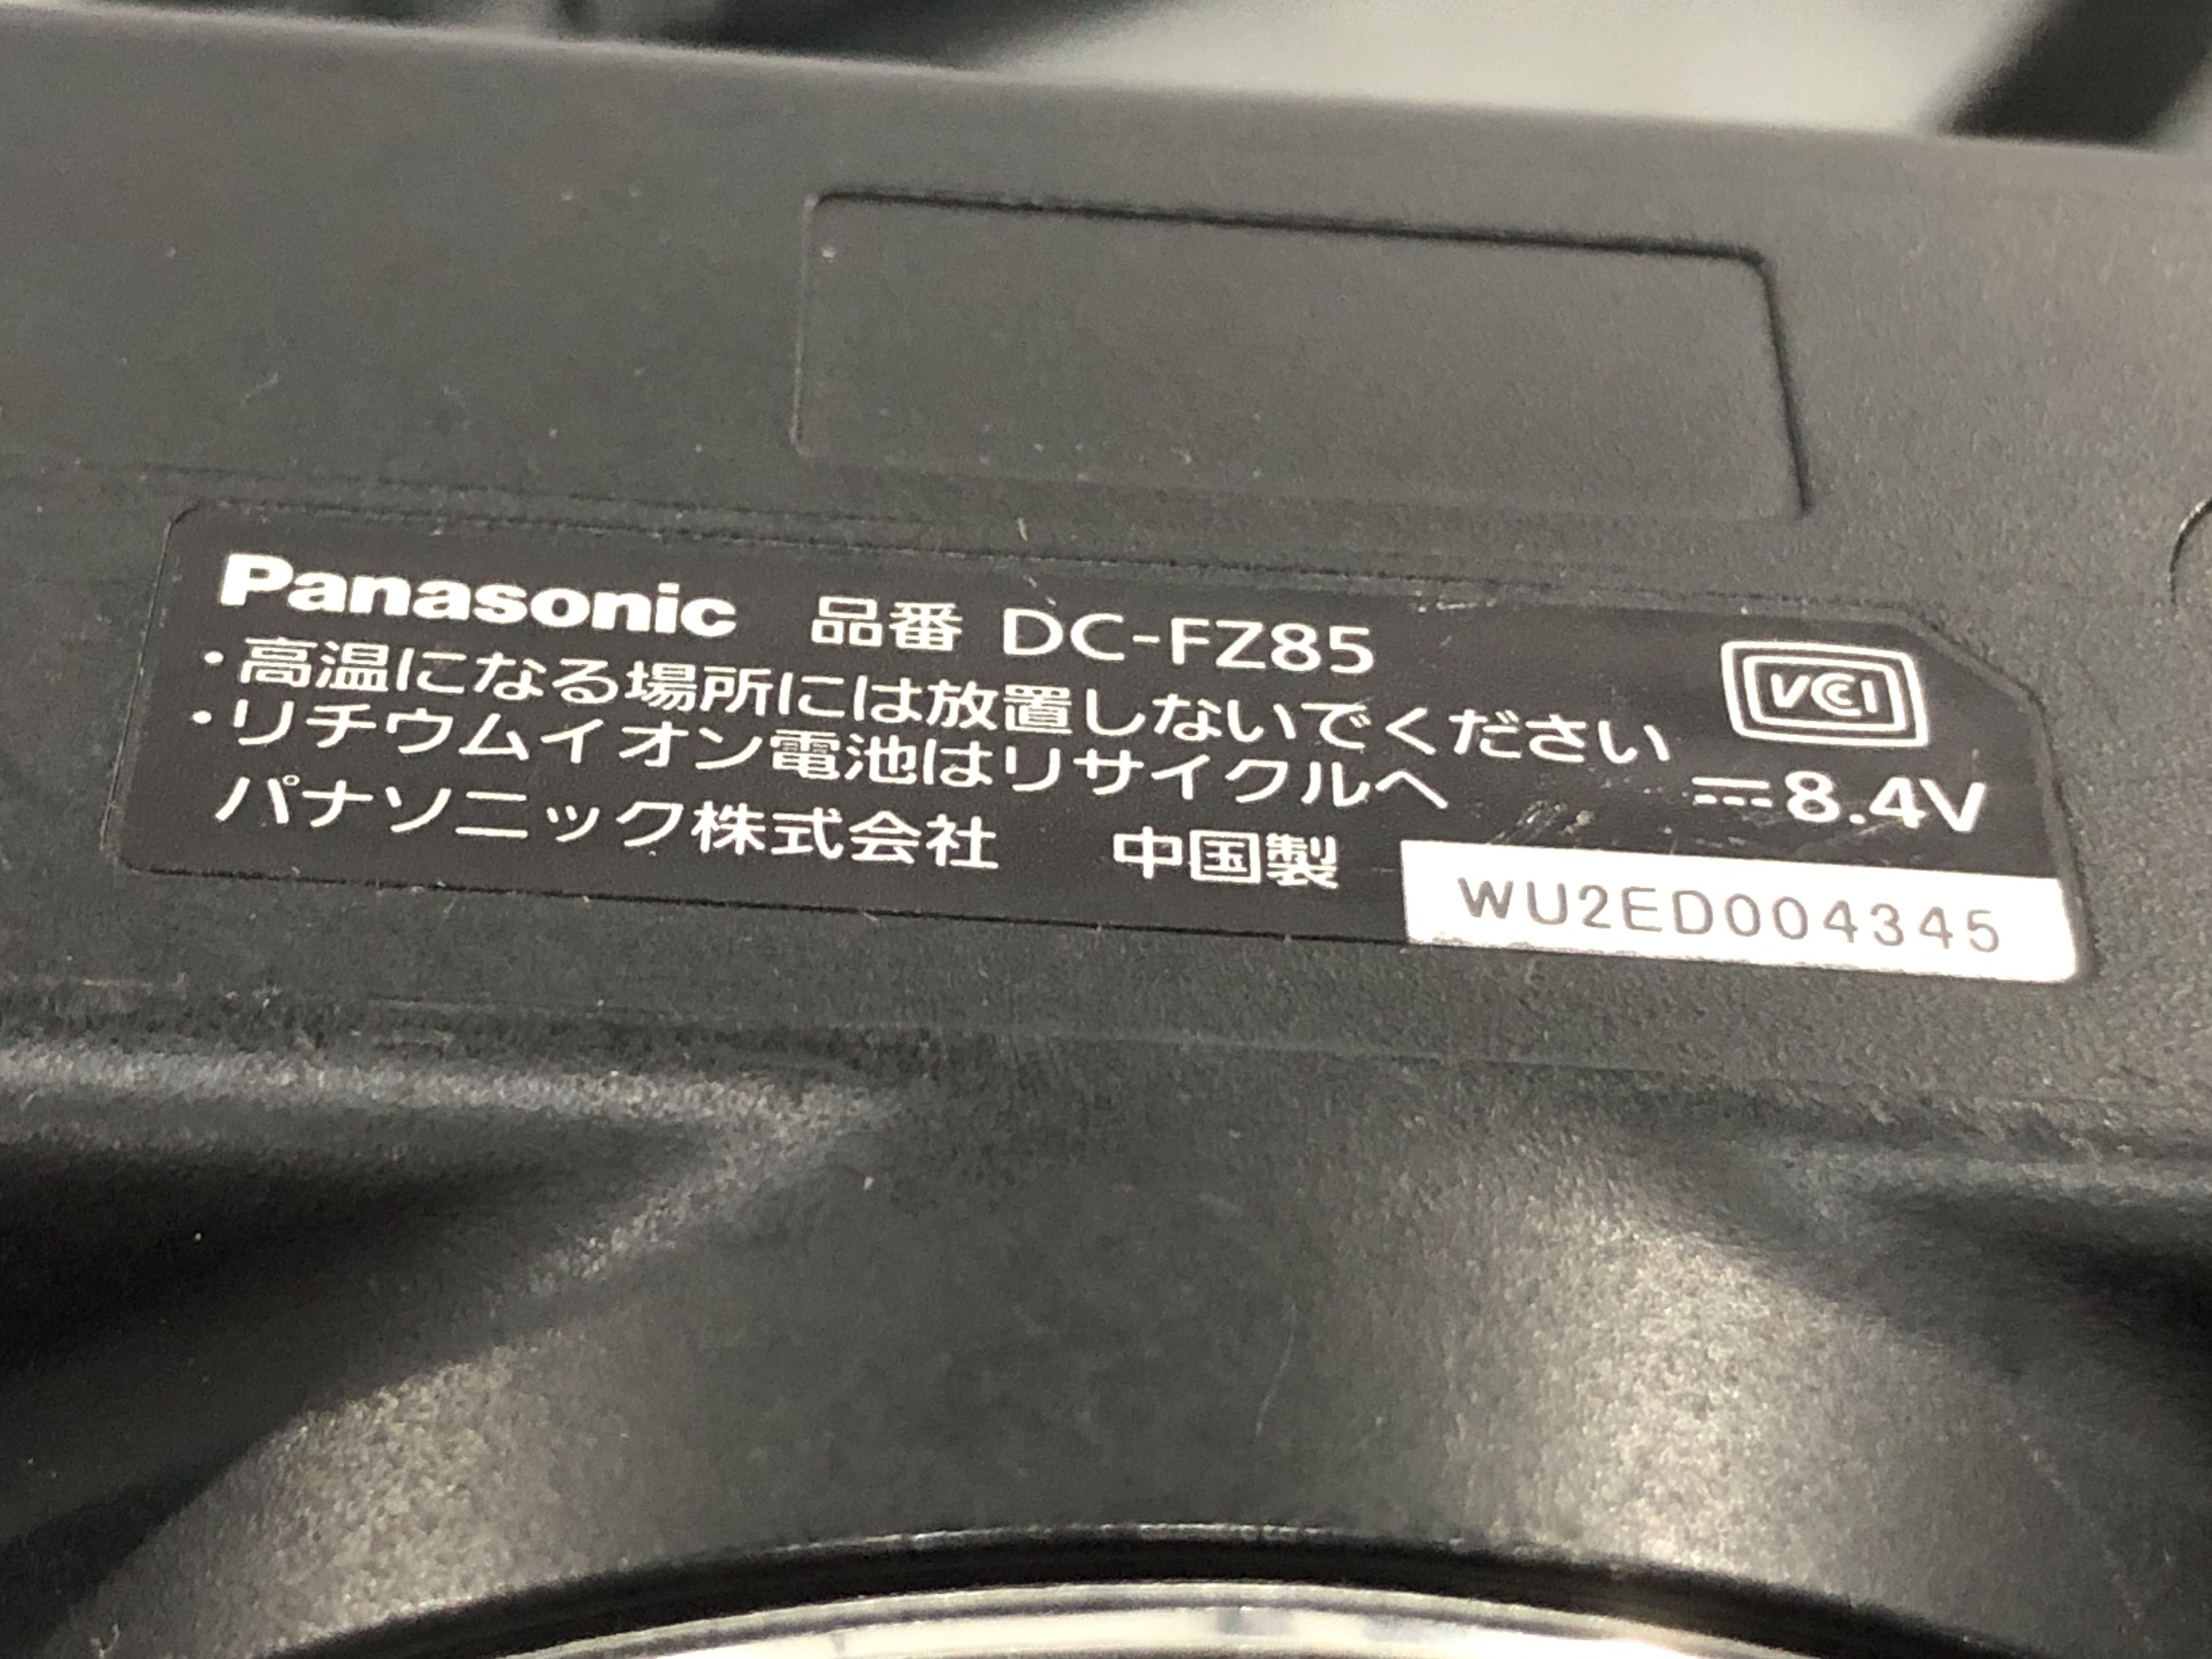 Panasonic 品番 DC-FZ85
・高温になる場所には放置しないでください
・リチウムイオン電池はリサイクルへ
パナソニック株式会社 中国製
VCCI
⎓8.4V
WU2ED004345